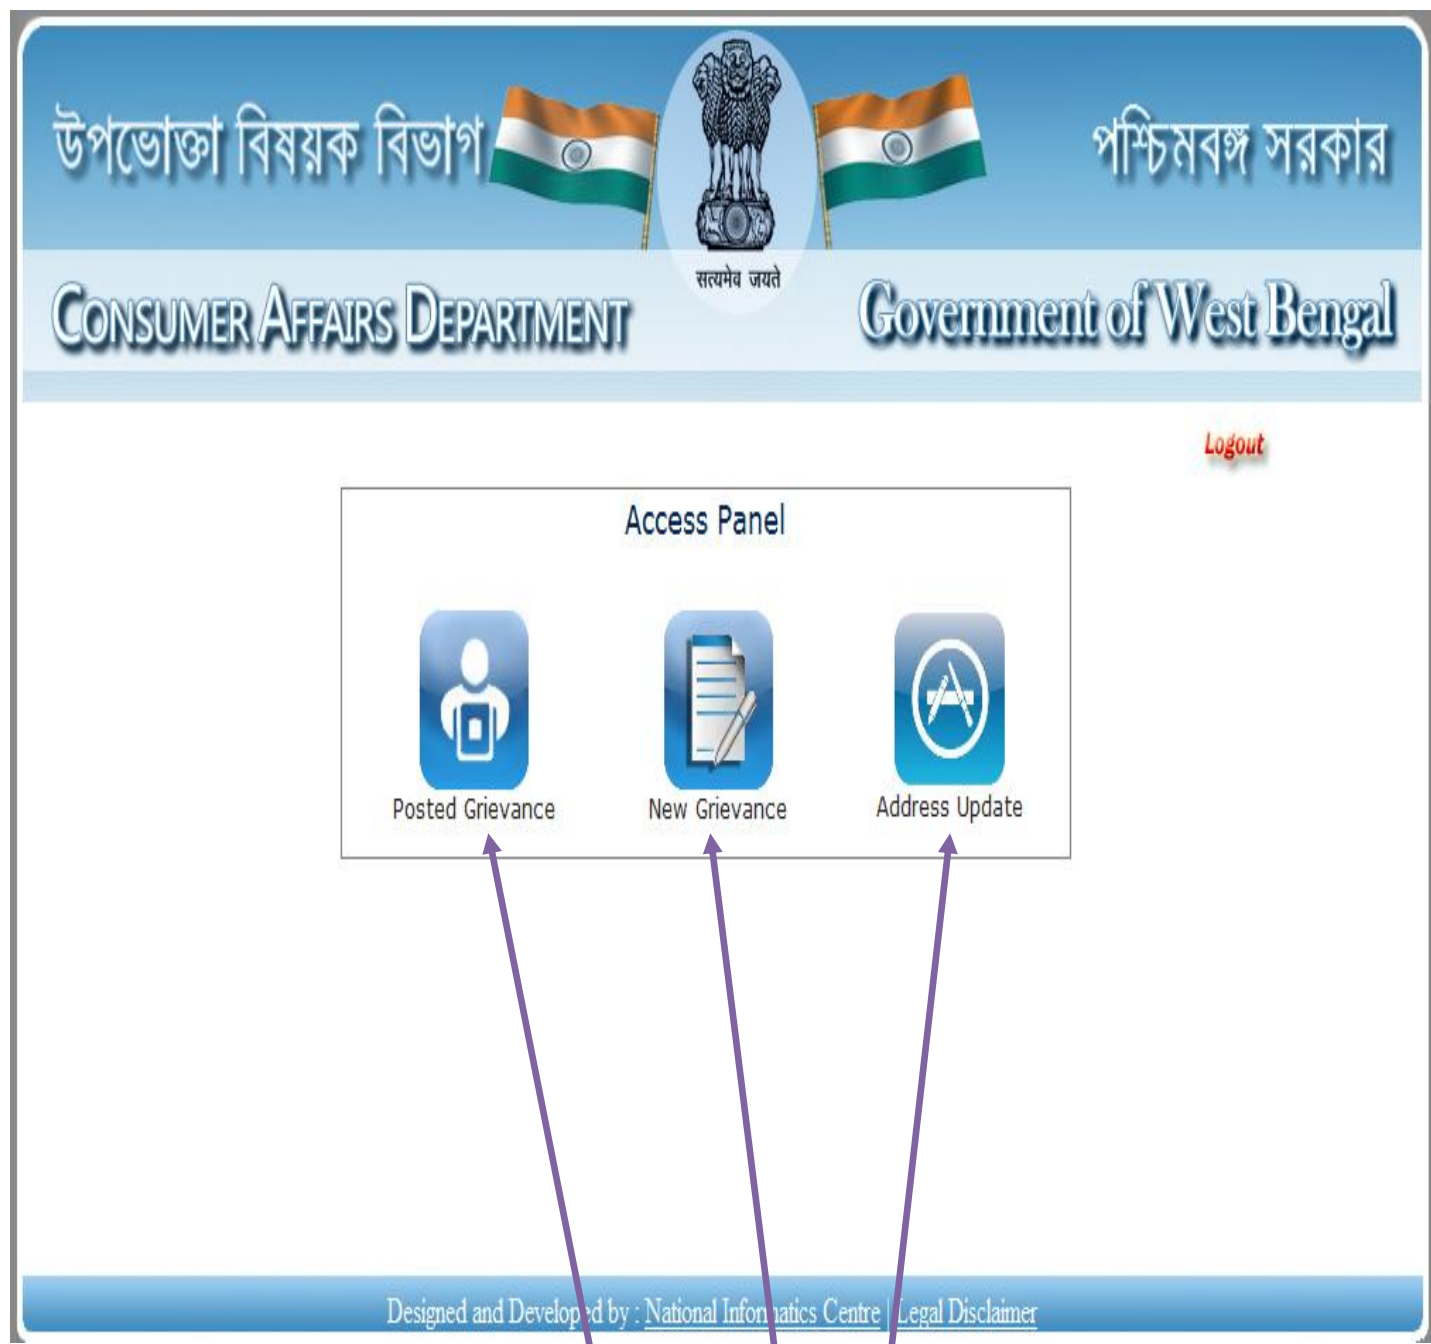 উপভোক্তা বিষয়ক বিভাগ
পশ্চিমবঙ্গ সরকার
सत्यमेव जयते
CONSUMER AFFAIRS DEPARTMENT
Government of West Bengal
Logout
Access Panel
Posted Grievance
New Grievance
Address Update
Designed and Developed by : National Informatics Centre | Legal Disclaimer